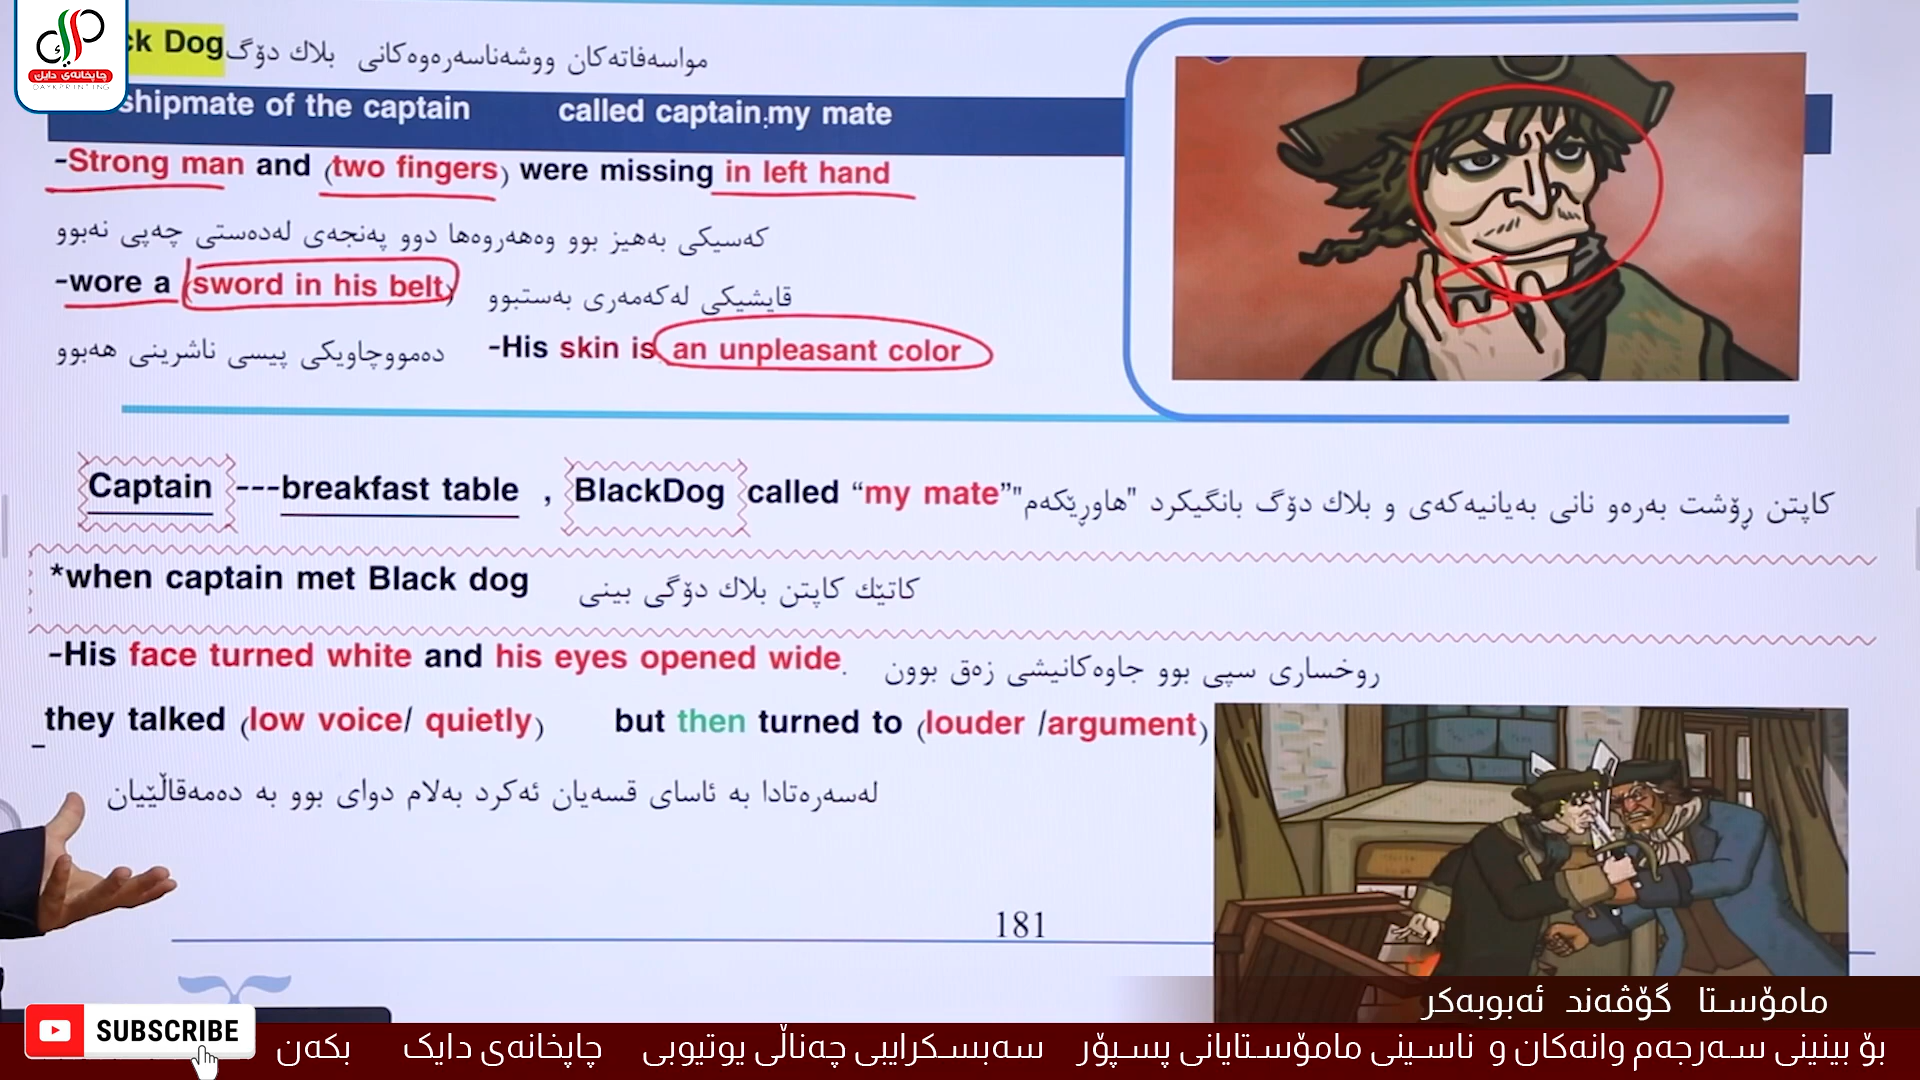 ck Dog مواسەفاتەکان ووشەناسەرەوەکانی بلاك دۆگ
چاپخانەی دایك
DAYKPRINTING
shipmate of the captain called captain:my mate
-Strong man and (two fingers) were missing in left hand
کەسیکی بەهیز بوو وەهەروەها دوو پەنجەی لەدەستی چەپی نەبوو
-wore a (sword in his belt) قایشیکی لەکەمەری بەستبوو
-His skin is an unpleasant color دەمووچاویکی پیسی ناشرینی هەبوو
Captain ---breakfast table , BlackDog called “my mate” کاپتن ڕۆشت بەرەو نانی بەیانیەکەی و بلاك دۆگ بانگیکرد "هاوڕێکەم"
*when captain met Black dog کاتێك کاپتن بلاك دۆگی بینی
-His face turned white and his eyes opened wide. روخساری سپی بوو جاوەکانیشی زەق بوون
_they talked (low voice/ quietly) but then turned to (louder /argument)
لەسەرەتادا بە ئاسای قسەیان ئەکرد بەلام دوای بوو بە دەمەقاڵێیان
181
مامۆستا گۆڤەند ئەبوبەکر
SUBSCRIBE
بۆ بینینی سەرجەم وانەکان و ناسینی مامۆستایانی پسپۆر سەبسکرایبی چەناڵی یوتیوبی چاپخانەی دایک بکەن